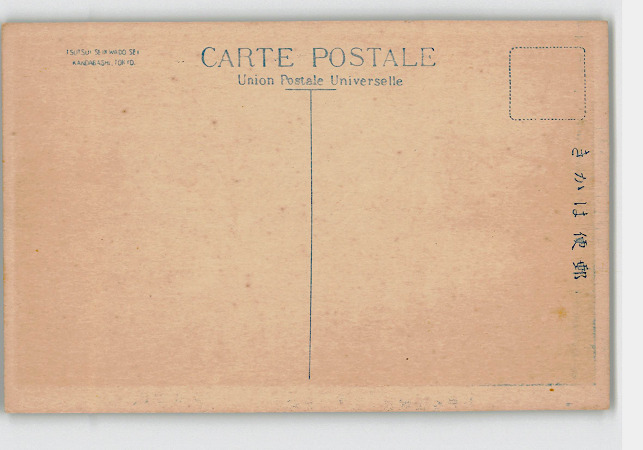 TSUTSUI SEIKWADO SEI
KANDABASHI, TOKYO.
CARTE POSTALE
Union Postale Universelle
きかは便郵